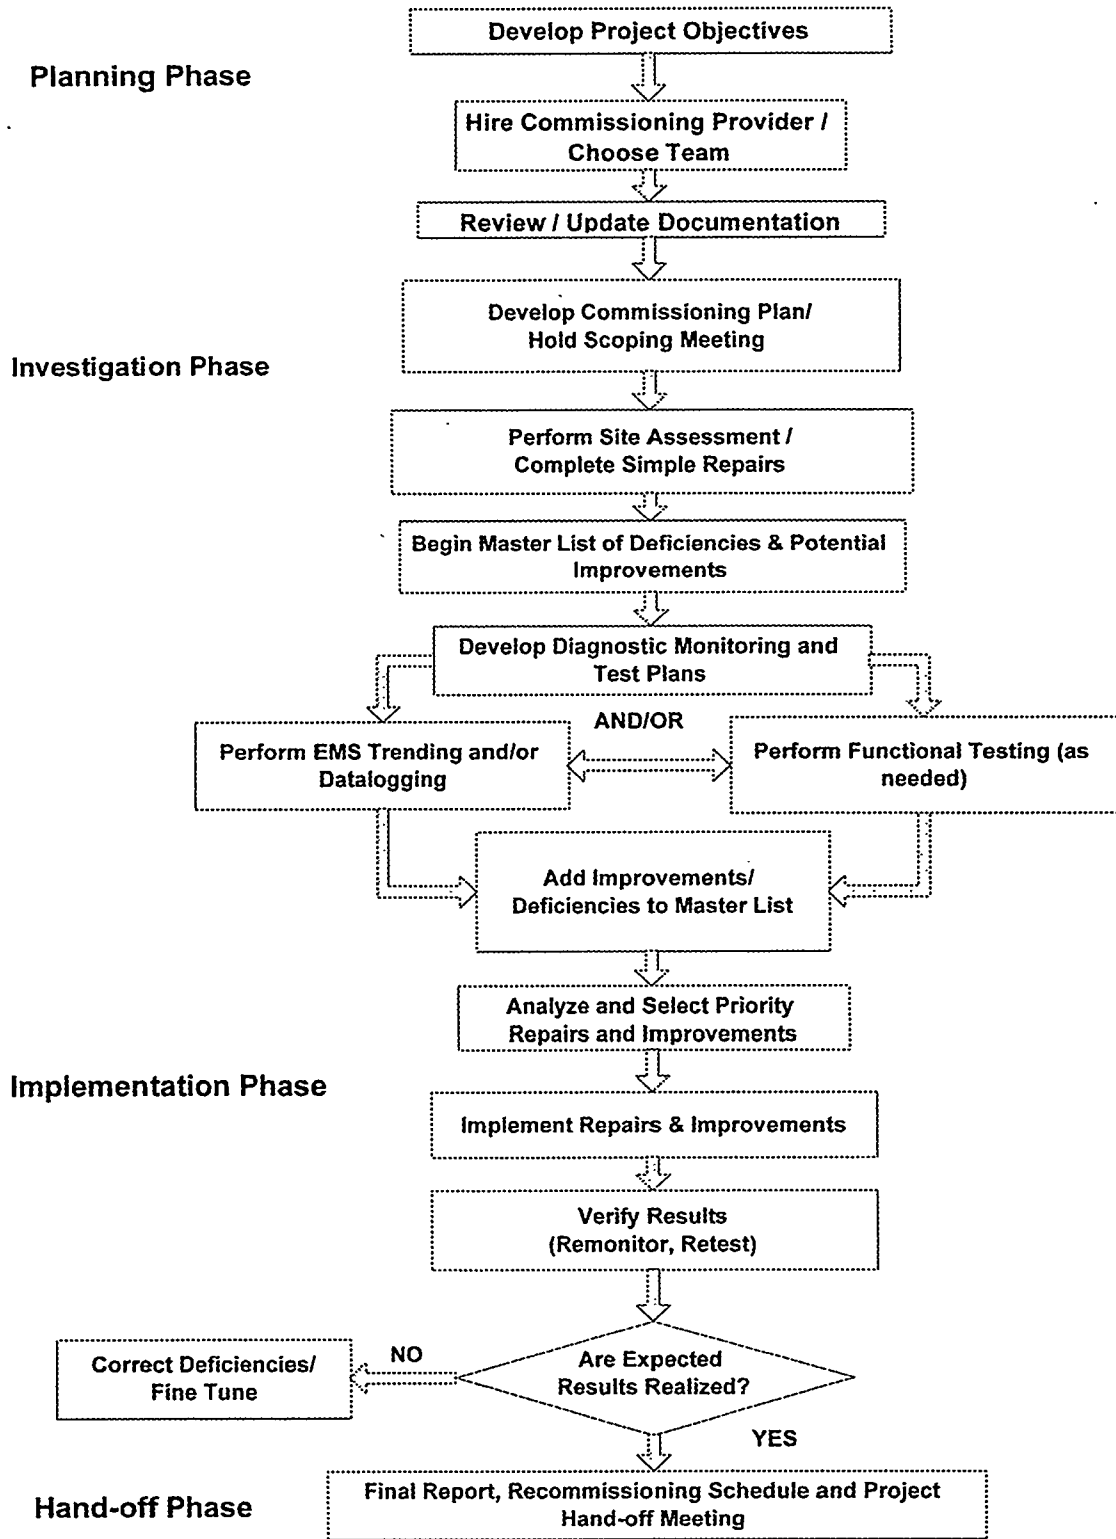 Develop Project Objectives
Planning Phase
Hire Commissioning Provider /
Choose Team
Review / Update Documentation
Develop Commissioning Plan/
Hold Scoping Meeting
Investigation Phase
Perform Site Assessment /
Complete Simple Repairs
Begin Master List of Deficiencies & Potential
Improvements
Develop Diagnostic Monitoring and
Test Plans
AND/OR
Perform EMS Trending and/or
Datalogging
Perform Functional Testing (as
needed)
Add Improvements/
Deficiencies to Master List
Analyze and Select Priority
Repairs and Improvements
Implementation Phase
Implement Repairs & Improvements
Verify Results
(Remonitor, Retest)
Are Expected
Results Realized?
NO
Correct Deficiencies/
Fine Tune
YES
Final Report, Recommissioning Schedule and Project
Hand-off Meeting
Hand-off Phase